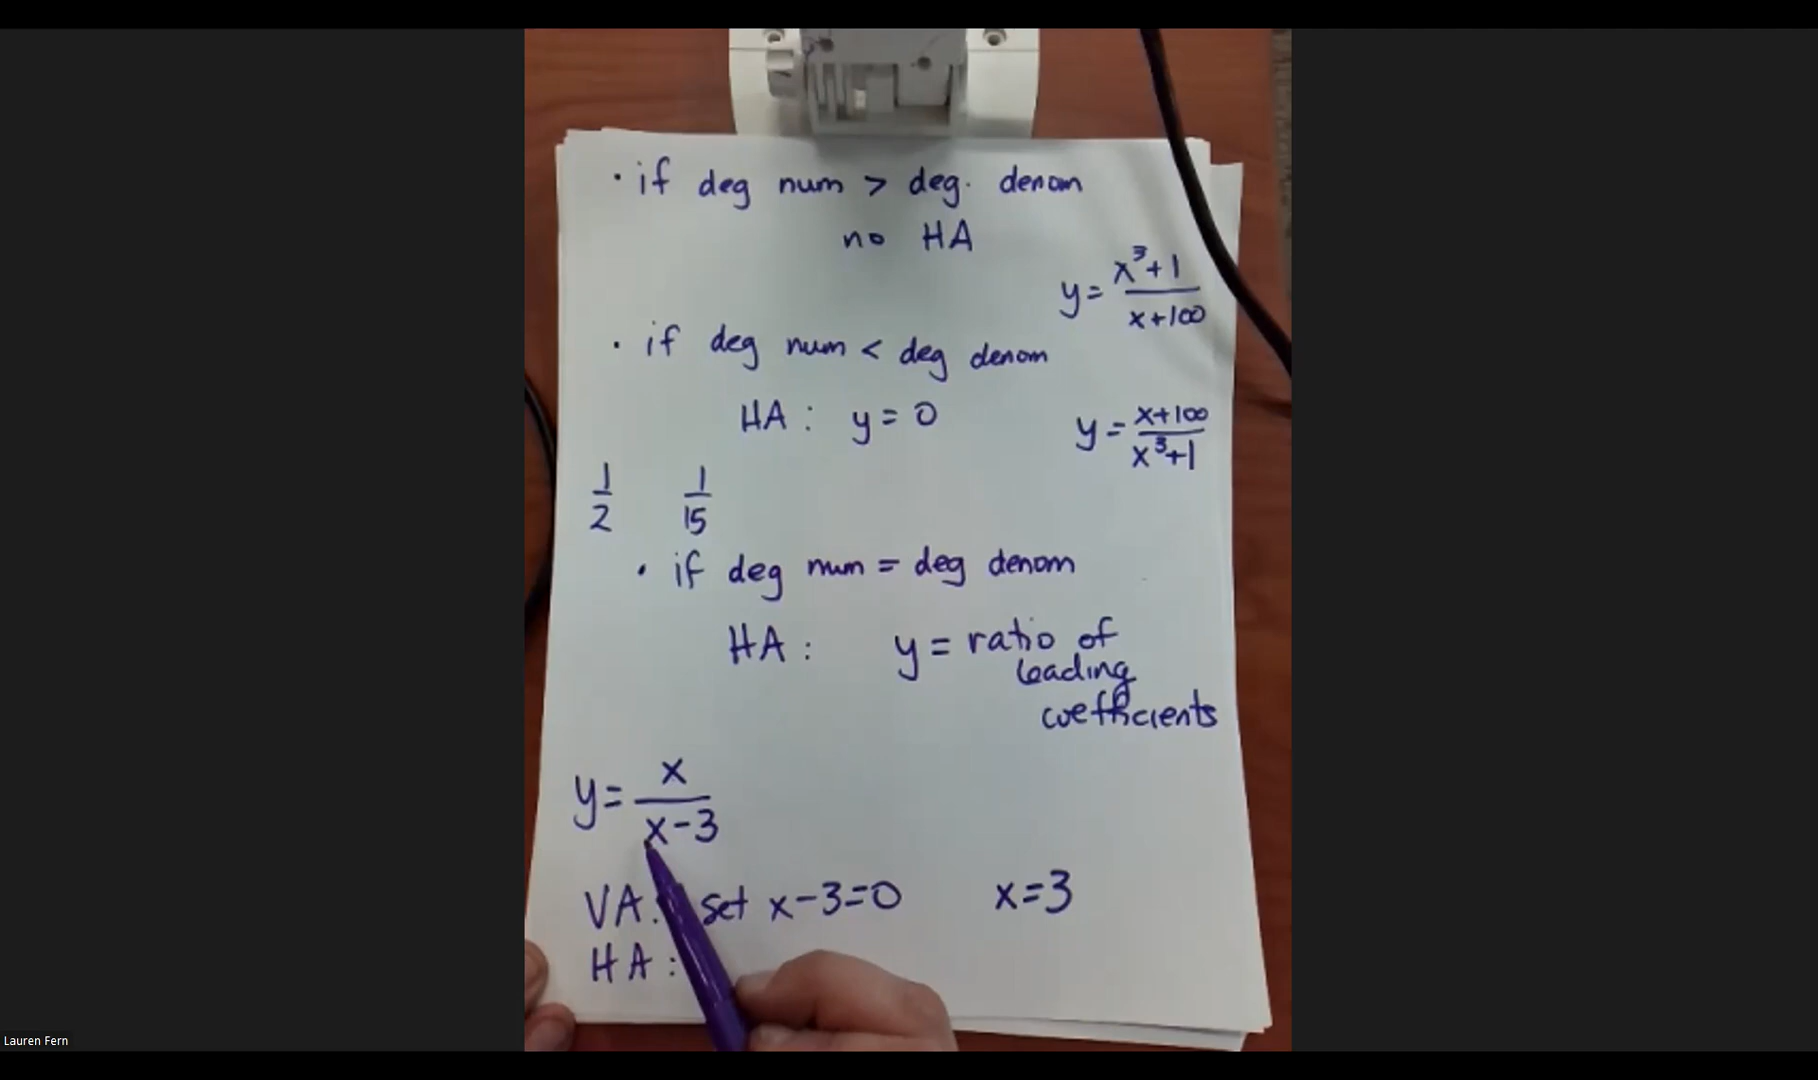 · if deg num > deg. denom
no HA
y = x³+1 / x+100
· if deg num < deg denom
HA : y = 0
y = x+100 / x³+1
1/2 1/15
· if deg num = deg denom
HA : y = ratio of
leading
coefficients
y = x / x-3
VA: set x-3=0 x=3
HA :
Lauren Fern